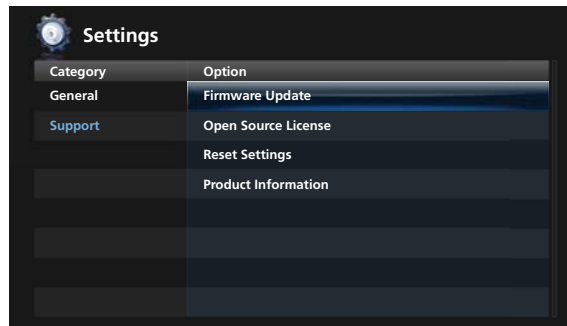 Settings
Category Option
General Firmware Update
Support Open Source License
Reset Settings
Product Information